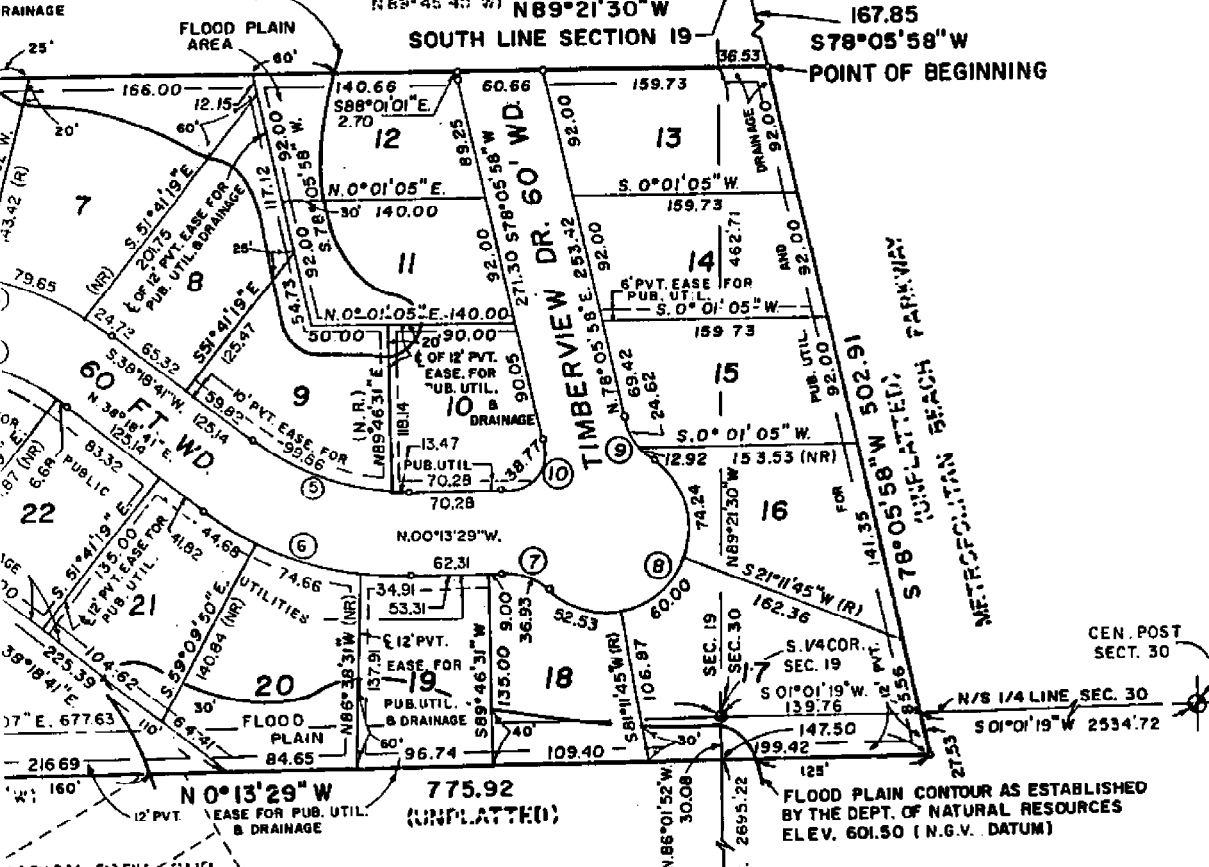 RAINAGE
N89°21'30"W
SOUTH LINE SECTION 19
167.85
S78°05'58"W
POINT OF BEGINNING
FLOOD PLAIN
AREA
25'
60'
36.53
166.00
140.66
60.66
159.73
12.15
S88°01'01"E.
2.70
20'
60'
12
13
92.00
S.78°05'58"W.
117.12
89.25
S78°05'58"W
60' WD.
92.00
DRAINAGE
92.00
7
S.51°41'19"E
201.75
(NR)
43.42 (R)
℄ OF 12' PVT. EASE FOR
PUB. UTIL. & DRAINAGE
N.0°01'05"E.
30'
140.00
S.0°01'05"W.
159.73
462.71
79.65
8
25'
92.00
54.73
11
92.00
271.30
TIMBERVIEW DR.
N.78°05'58"E. 253.42
92.00
14
AND
92.00
6' PVT. EASE FOR
PUB. UTIL.
S.0°01'05"W.
159.73
S51°41'19"E
125.47
N.0°01'05"E.
140.00
50.00
90.00
20'
℄ OF 12' PVT.
EASE. FOR
PUB. UTIL.
&
DRAINAGE
24.72
65.32
S.38°18'41"W.
59.82
125.14
10' PVT. EASE FOR
99.66
60 FT WD.
N.38°18'41"E.
125.14
9
(N.R.)
N89°46'31"E
118.14
10
90.05
69.42
24.62
15
PUB. UTIL.
92.00
S78°05'58"W 502.91
(UNPLATTED)
METROPOLITAN BEACH PARKWAY
13.47
PUB. UTIL
70.28
70.28
38.77
10
9
S.0°01'05"W.
12.92
153.53 (NR)
5
83.32
PUBLIC
6.68
(NR)
22
74.24
N89°21'30"W
16
FOR
141.35
S.51°41'19"E.
135.00
℄ 12' PVT. EASE FOR
PUB. UTIL.
41.82
44.68
6
N.00°13'29"W.
62.31
7
8
74.66
UTILITIES
34.91
53.31
9.00
36.93
52.53
60.00
S21°11'45"W (R)
162.36
21
S.59°09'50"E.
140.84 (NR)
N86°38'31"W (NR)
137.91
℄ 12' PVT.
EASE. FOR
PUB. UTIL.
& DRAINAGE
19
S89°46'31"W
135.00
18
S81°11'45"W (R)
106.87
SEC. 19
SEC. 30
17
S. 1/4 COR.
SEC. 19
CEN. POST
SECT. 30
S 01°01'19"W.
139.76
147.50
12' PVT.
85.56
N/S 1/4 LINE SEC. 30
S01°01'19"W 2534.72
104.62
225.39
38°18'41"E.
20
30'
FLOOD
PLAIN
64.41
110'
07"E. 677.63
60'
40'
30'
84.65
96.74
109.40
199.42
125'
27.53
216.69
160'
N 0°13'29"W
775.92
(UNPLATTED)
12' PVT.
EASE FOR PUB. UTIL.
& DRAINAGE
N.86°01'52"W.
30.08
2695.22
FLOOD PLAIN CONTOUR AS ESTABLISHED
BY THE DEPT. OF NATURAL RESOURCES
ELEV. 601.50 (N.G.V. DATUM)